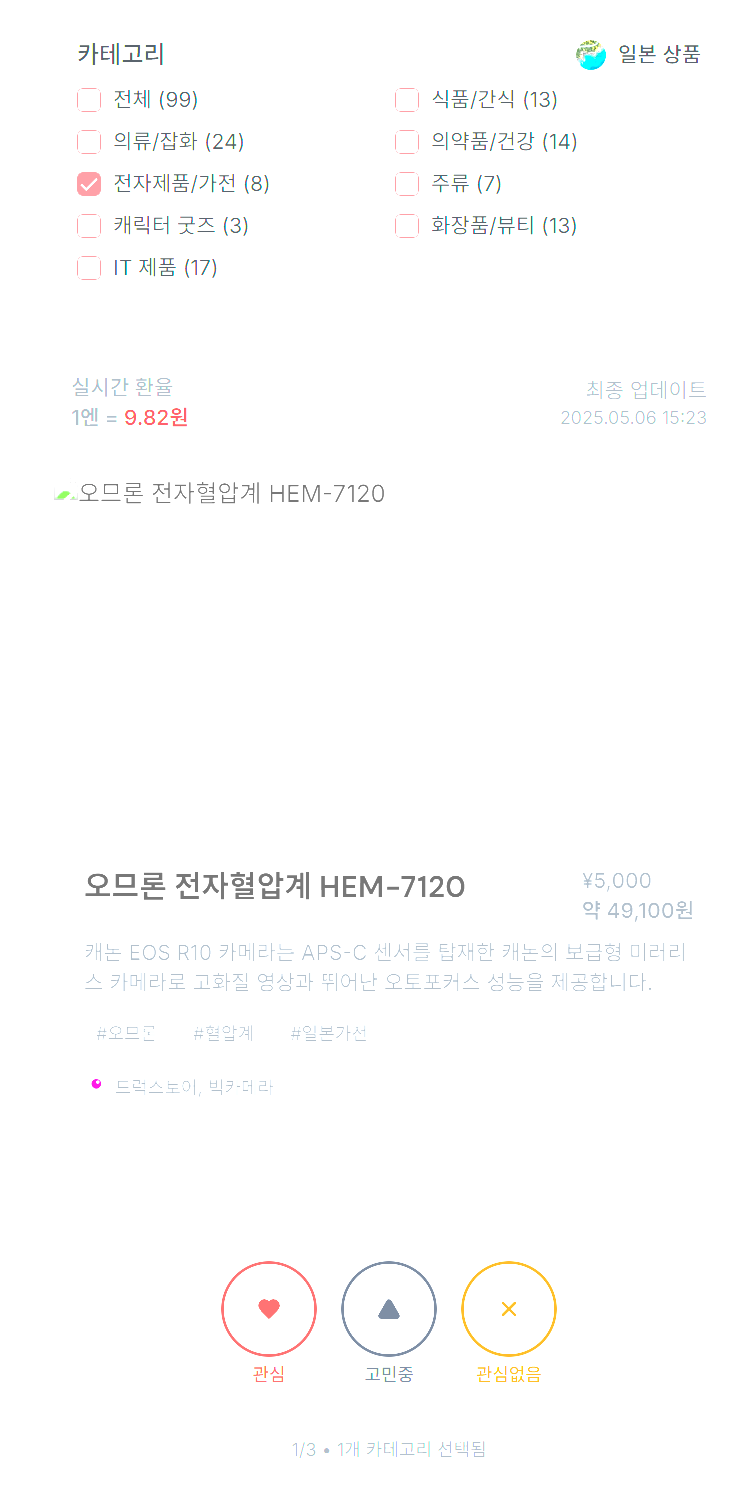 카테고리
일본 상품
전체 (99)
식품/간식 (13)
의류/잡화 (24)
의약품/건강 (14)
전자제품/가전 (8)
주류 (7)
캐릭터 굿즈 (3)
화장품/뷰티 (13)
IT 제품 (17)
실시간 환율
1엔 = 9.82원
최종 업데이트
2025.05.06 15:23
오므론 전자혈압계 HEM-7120
오므론 전자혈압계 HEM-7120
¥5,000
약 49,100원
캐논 EOS R10 카메라는 APS-C 센서를 탑재한 캐논의 보급형 미러리
스 카메라로 고화질 영상과 뛰어난 오토포커스 성능을 제공합니다.
#오므론 #혈압계 #일본가전
드럭스토어, 빅카메라
관심
고민중
관심없음
1/3 • 1개 카테고리 선택됨